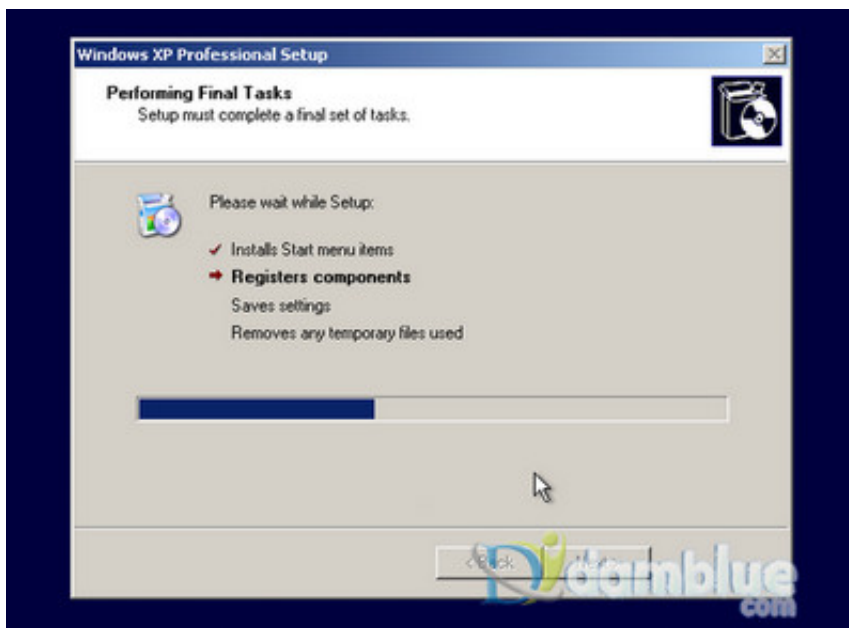 Windows XP Professional Setup
Performing Final Tasks
Setup must complete a final set of tasks.
Please wait while Setup:
Installs Start menu items
Registers components
Saves settings
Removes any temporary files used
< Back
damblue
com